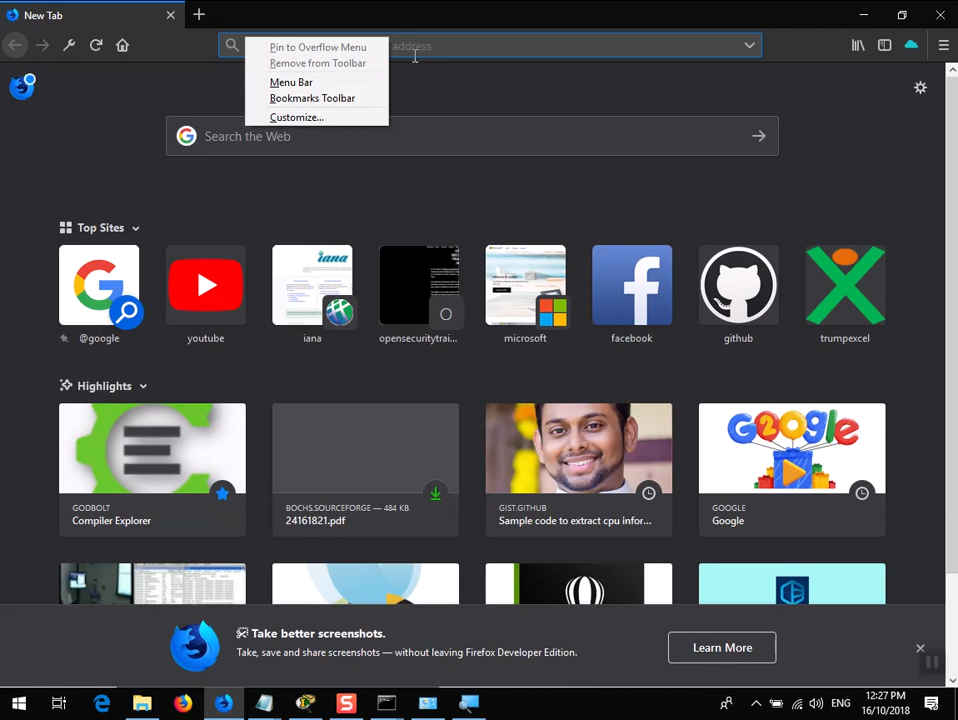 New Tab
Pin to Overflow Menu
address
Remove from Toolbar
Menu Bar
Bookmarks Toolbar
Customize...
Search the Web
Top Sites
iana
@google
youtube
iana
opensecuritytrai...
microsoft
facebook
github
trumpexcel
Highlights
GODBOLT
Compiler Explorer
BOCHS.SOURCEFORGE — 484 KB
24161821.pdf
GIST.GITHUB
Sample code to extract cpu infor...
GOOGLE
Google
Take better screenshots.
Take, save and share screenshots — without leaving Firefox Developer Edition.
Learn More
ENG
12:27 PM
16/10/2018